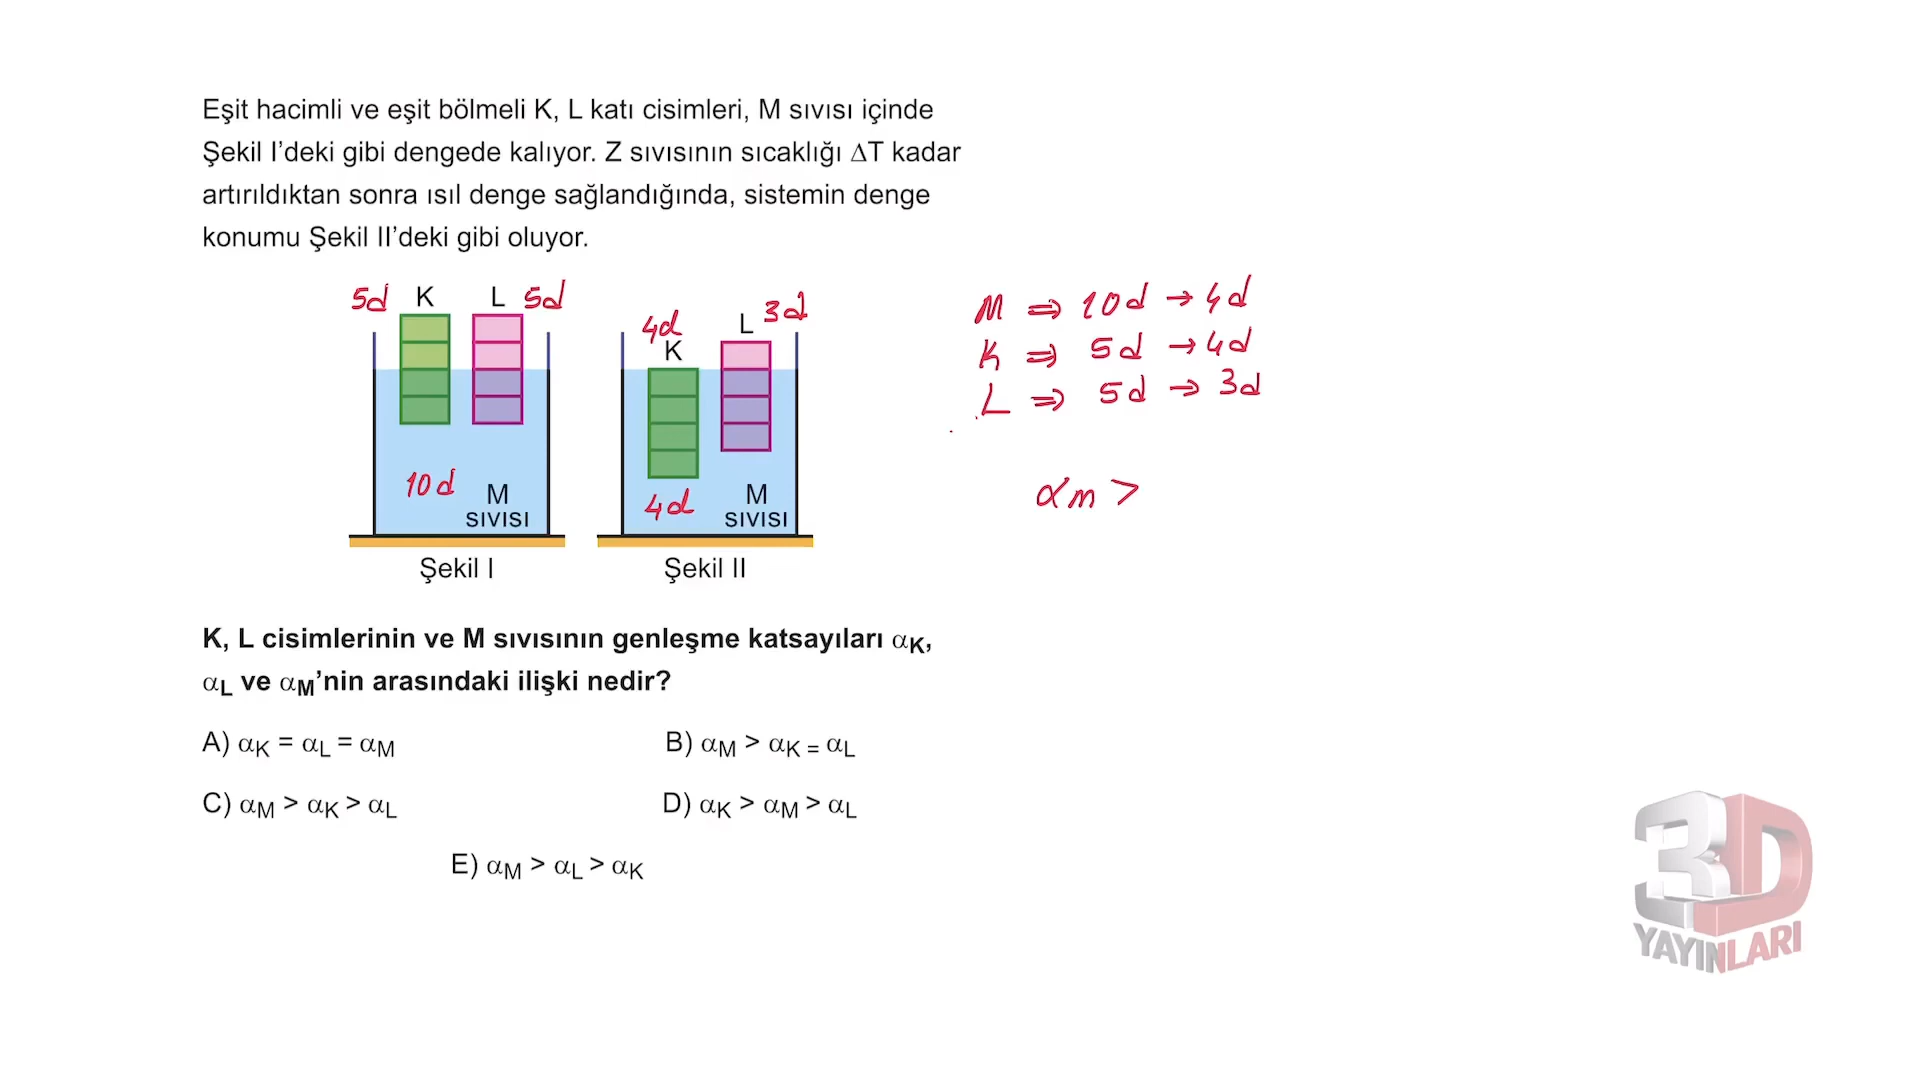 Eşit hacimli ve eşit bölmeli K, L katı cisimleri, M sıvısı içinde
Şekil I’deki gibi dengede kalıyor. Z sıvısının sıcaklığı ΔT kadar
artırıldıktan sonra ısıl denge sağlandığında, sistemin denge
konumu Şekil II’deki gibi oluyor.
5d K L 5d
4d K L 3d
10d M SIVISI
4d M SIVISI
Şekil I Şekil II
M ⇒ 10d → 4d
K ⇒ 5d → 4d
L ⇒ 5d → 3d
αm >
K, L cisimlerinin ve M sıvısının genleşme katsayıları αK,
αL ve αM’nin arasındaki ilişki nedir?
A) αK = αL = αM B) αM > αK = αL
C) αM > αK > αL D) αK > αM > αL
E) αM > αL > αK
3D
YAYINLARI